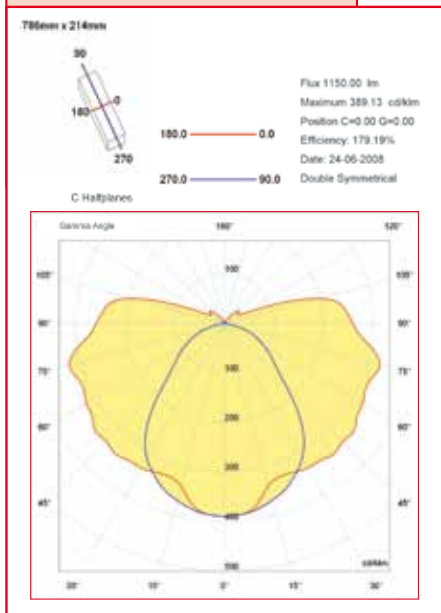 786mm x 214mm
90
180
0
270
C Halfplanes
180.0 0.0
270.0 90.0
Flux 1150.00 lm
Maximum 389.13 cd/klm
Position C=0.00 G=0.00
Efficiency: 179.19%
Date: 24-06-2008
Double Symmetrical
Gamma Angle 180° 120°
105° 100 105°
90° 90°
75° 100 75°
200
60° 60°
300
45° 400 45°
500 cd/klm
30° 15° 0° 15° 30°